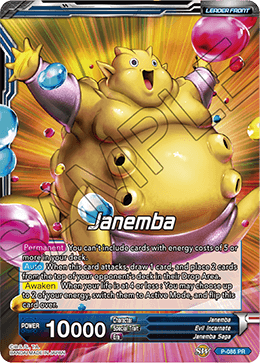 LEADER FRONT
SAMPLE
Janemba
Permanent You can't include cards with energy costs of 5
or more in your deck.
Auto When this card attacks, draw 1 card, and place 2 cards
from the top of your opponent's deck in their Drop Area.
Awaken When your life is at 4 or less: You may choose up
to 2 of your energy, switch them to Active Mode, and flip this
card over.
POWER 10000
Character Janemba
Special Trait Evil Incarnate
Era Janemba Saga
P-086 PR